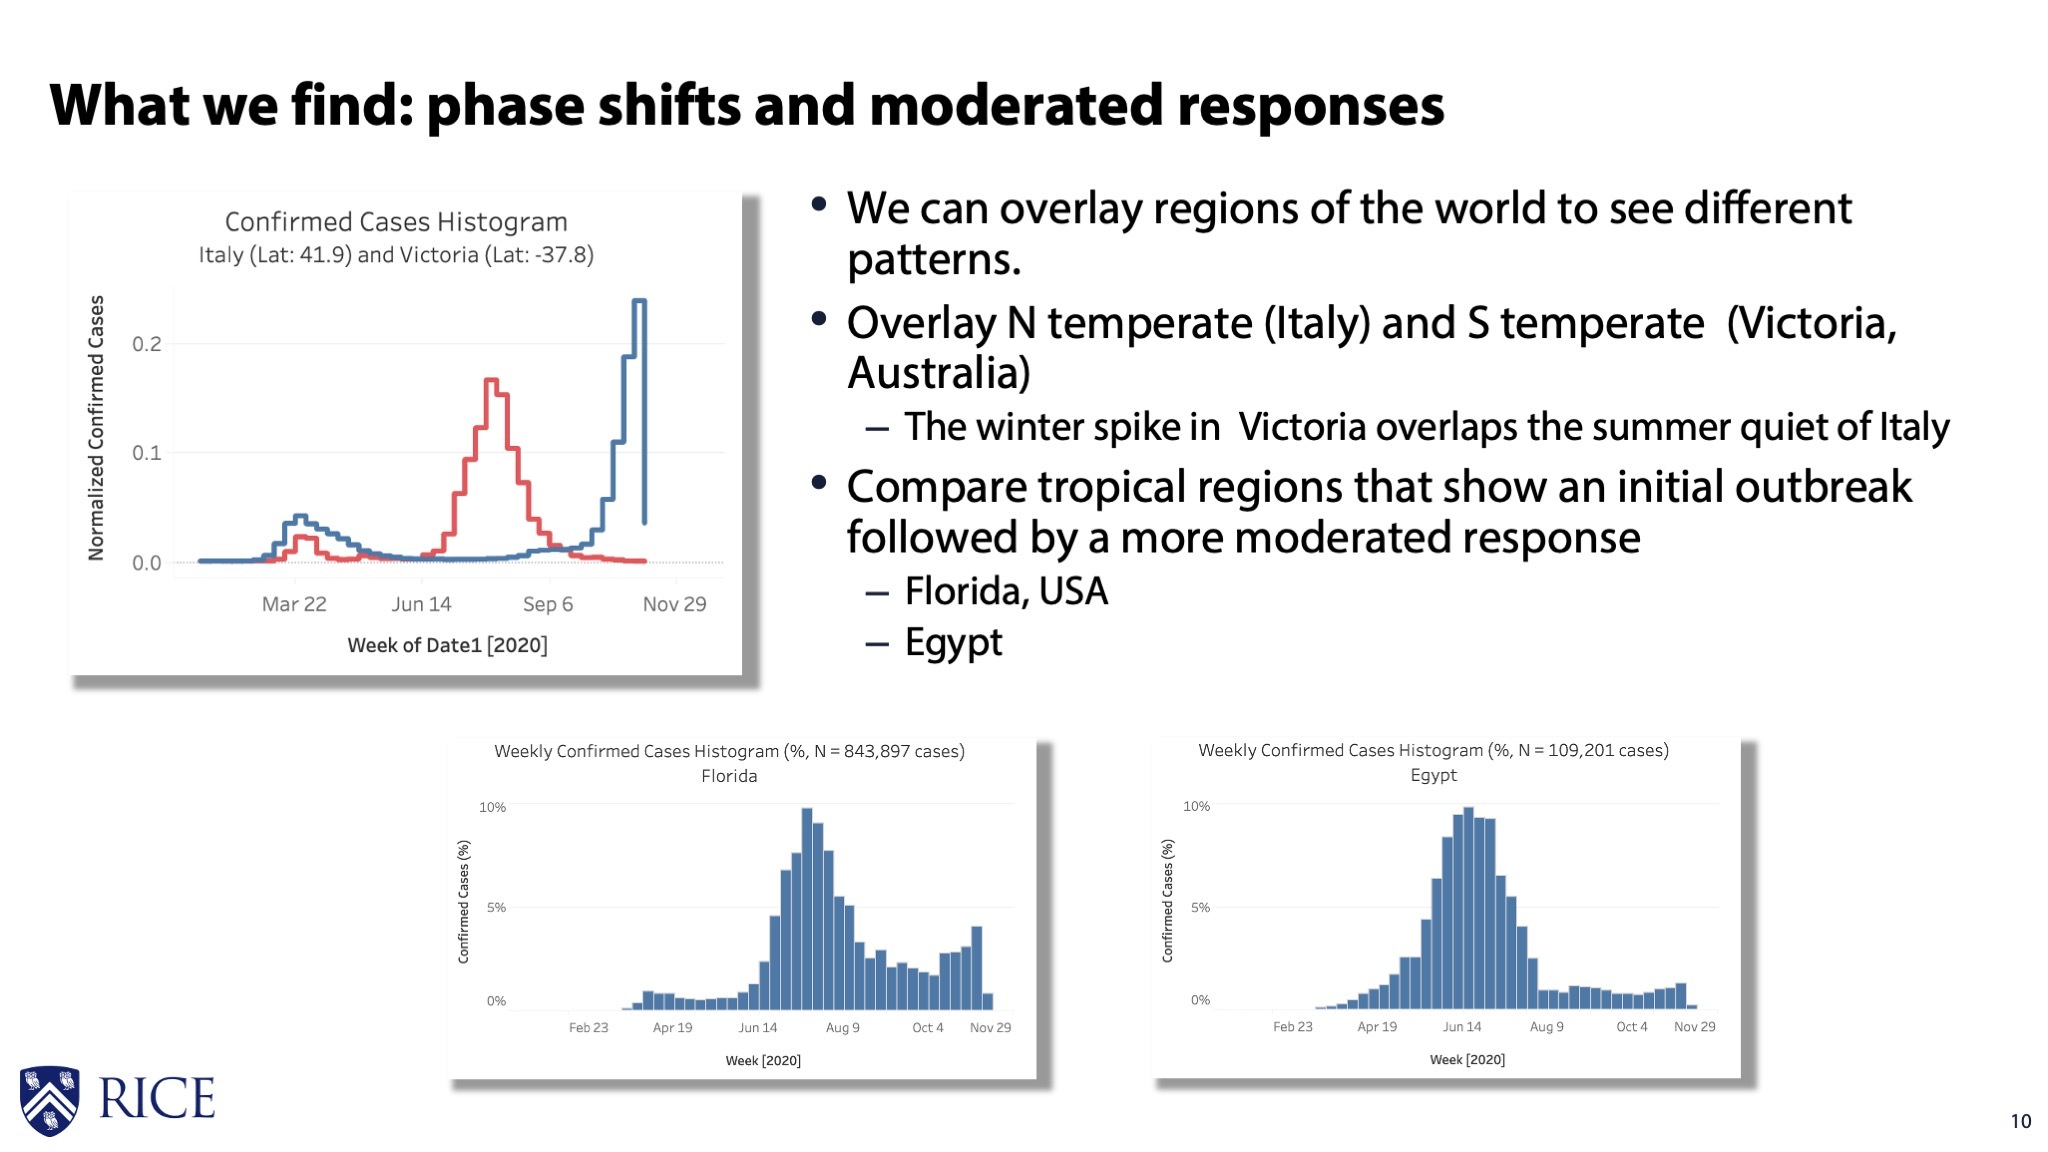 What we find: phase shifts and moderated responses
Confirmed Cases Histogram
Italy (Lat: 41.9) and Victoria (Lat: -37.8)
Normalized Confirmed Cases
0.2
0.1
0.0
Mar 22
Jun 14
Sep 6
Nov 29
Week of Date1 [2020]
• We can overlay regions of the world to see different
patterns.
• Overlay N temperate (Italy) and S temperate (Victoria,
Australia)
– The winter spike in Victoria overlaps the summer quiet of Italy
• Compare tropical regions that show an initial outbreak
followed by a more moderated response
– Florida, USA
– Egypt
Weekly Confirmed Cases Histogram (%, N = 843,897 cases)
Florida
Confirmed Cases (%)
10%
5%
0%
Feb 23
Apr 19
Jun 14
Aug 9
Oct 4
Nov 29
Week [2020]
Weekly Confirmed Cases Histogram (%, N = 109,201 cases)
Egypt
Confirmed Cases (%)
10%
5%
0%
Feb 23
Apr 19
Jun 14
Aug 9
Oct 4
Nov 29
Week [2020]
RICE
10